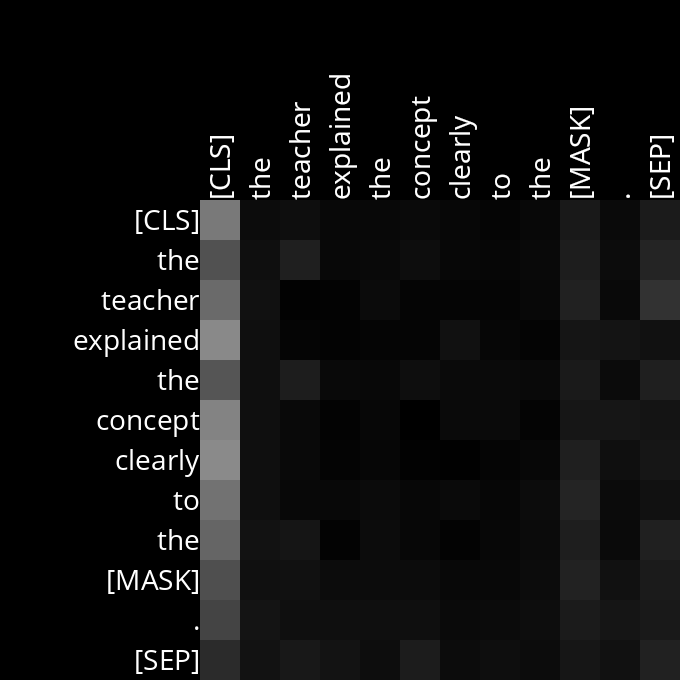 [CLS]
the
teacher
explained
the
concept
clearly
to
the
[MASK]
.
[SEP]
[CLS]
the
teacher
explained
the
concept
clearly
to
the
[MASK]
.
[SEP]